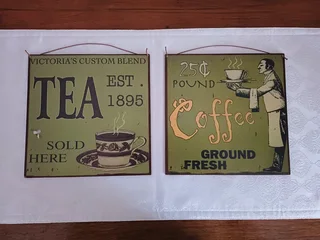 VICTORIA'S CUSTOM BLEND
TEA
EST.
1895
SOLD
HERE
25¢
POUND
Coffee
GROUND
FRESH